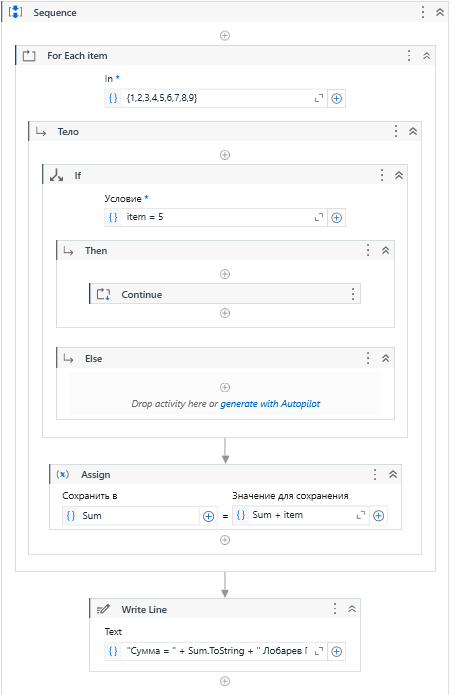 Sequence
For Each item
In *
{1,2,3,4,5,6,7,8,9}
Тело
If
Условие *
item = 5
Then
Continue
Else
Drop activity here or generate with Autopilot
Assign
Сохранить в
Значение для сохранения
Sum = Sum + item
Write Line
Text
"Сумма = " + Sum.ToString + " Лобарев